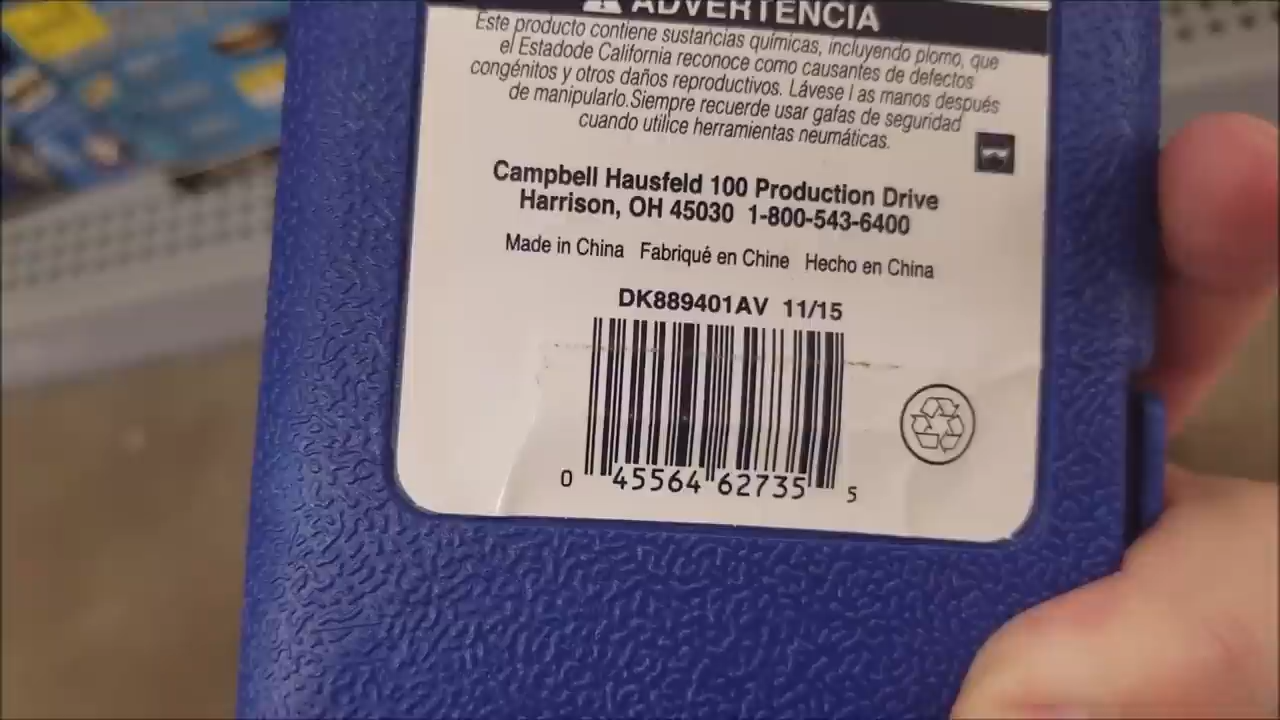 ADVERTENCIA
Este producto contiene sustancias químicas, incluyendo plomo, que
el Estadode California reconoce como causantes de defectos
congénitos y otros daños reproductivos. Lávese l as manos después
de manipularlo.Siempre recuerde usar gafas de seguridad
cuando utilice herramientas neumáticas.
Campbell Hausfeld 100 Production Drive
Harrison, OH 45030 1-800-543-6400
Made in China Fabriqué en Chine Hecho en China
DK889401AV 11/15
0 45564 62735 5